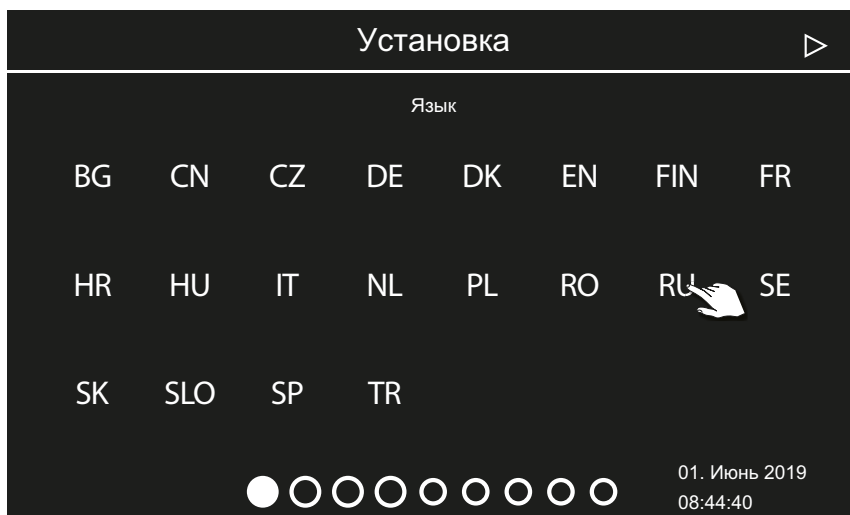 Установка
Язык
BG CN CZ DE DK EN FIN FR
HR HU IT NL PL RO RU SE
SK SLO SP TR
01. Июнь 2019
08:44:40